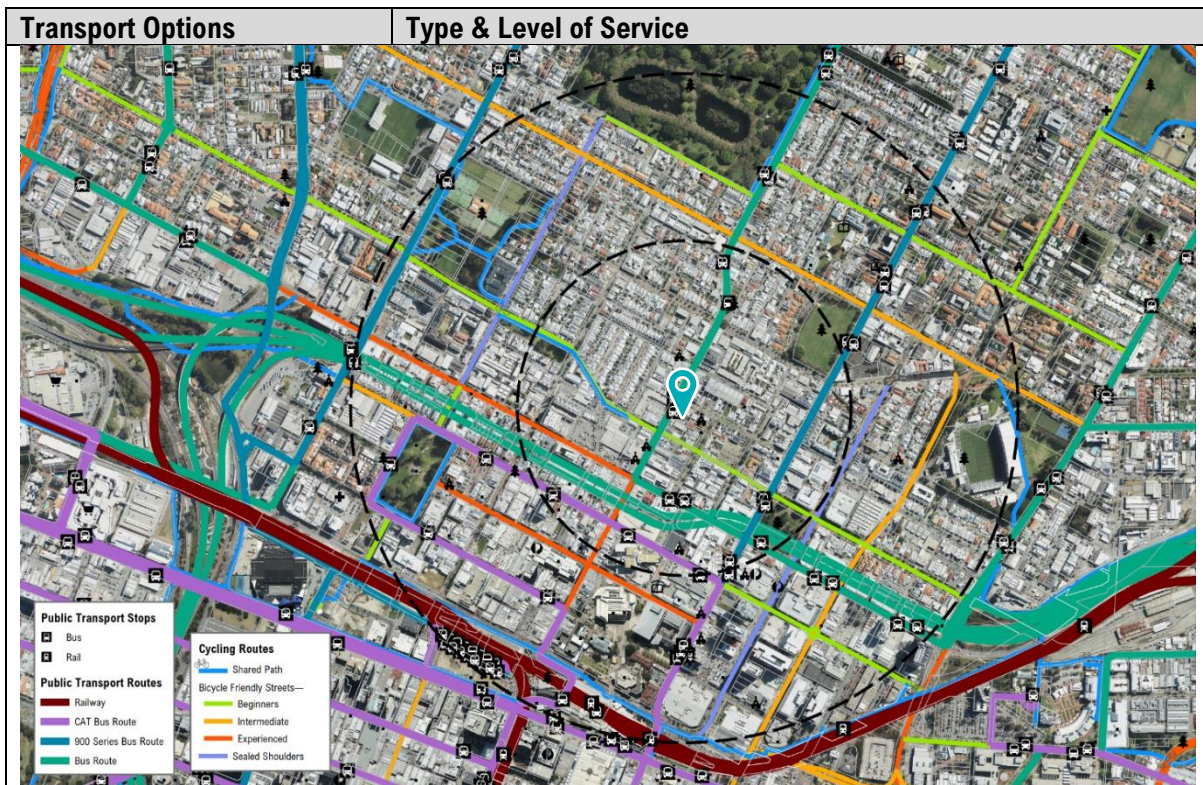 Transport Options
Type & Level of Service
Public Transport Stops
Bus
Rail
Public Transport Routes
Railway
CAT Bus Route
900 Series Bus Route
Bus Route
Cycling Routes
Shared Path
Bicycle Friendly Streets—
Beginners
Intermediate
Experienced
Sealed Shoulders